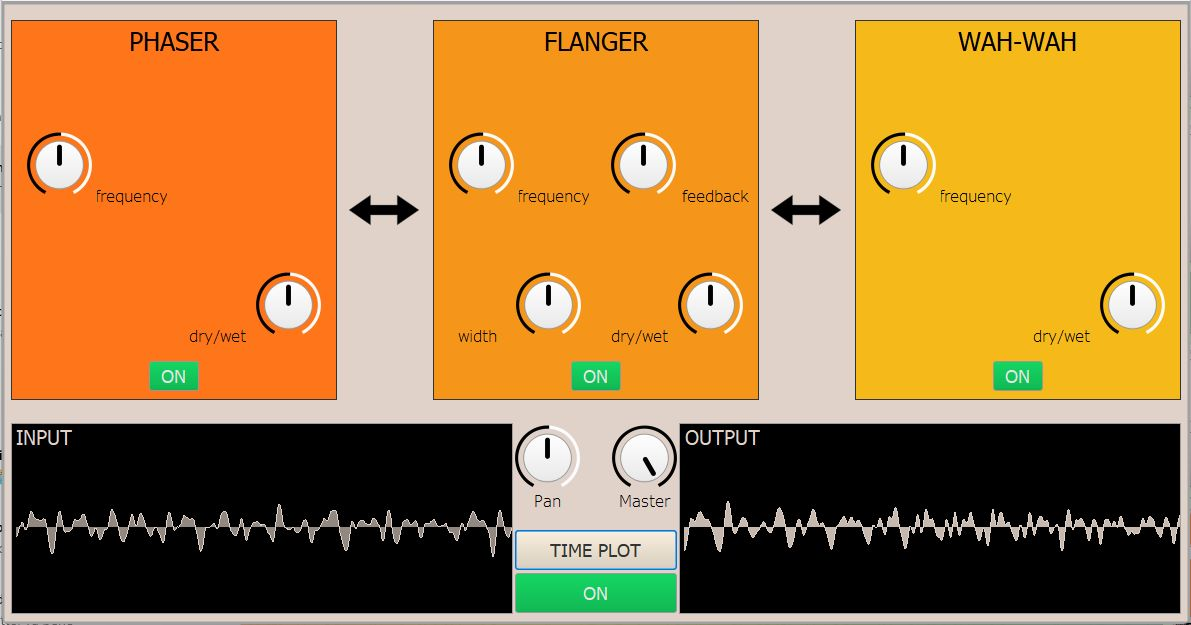 PHASER
frequency
dry/wet
ON
FLANGER
frequency
feedback
width
dry/wet
ON
WAH-WAH
frequency
dry/wet
ON
INPUT
Pan
Master
TIME PLOT
ON
OUTPUT